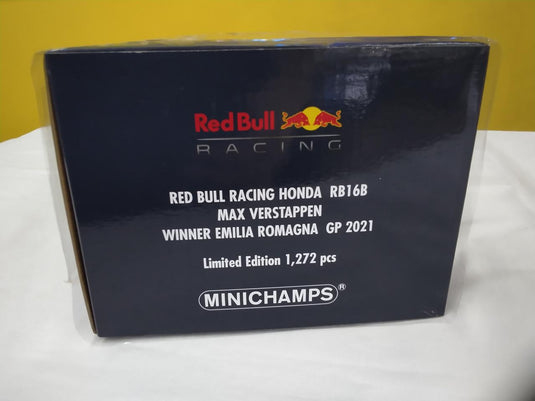 Red Bull
RACING
RED BULL RACING HONDA RB16B
MAX VERSTAPPEN
WINNER EMILIA ROMAGNA GP 2021
Limited Edition 1,272 pcs
MINICHAMPS®